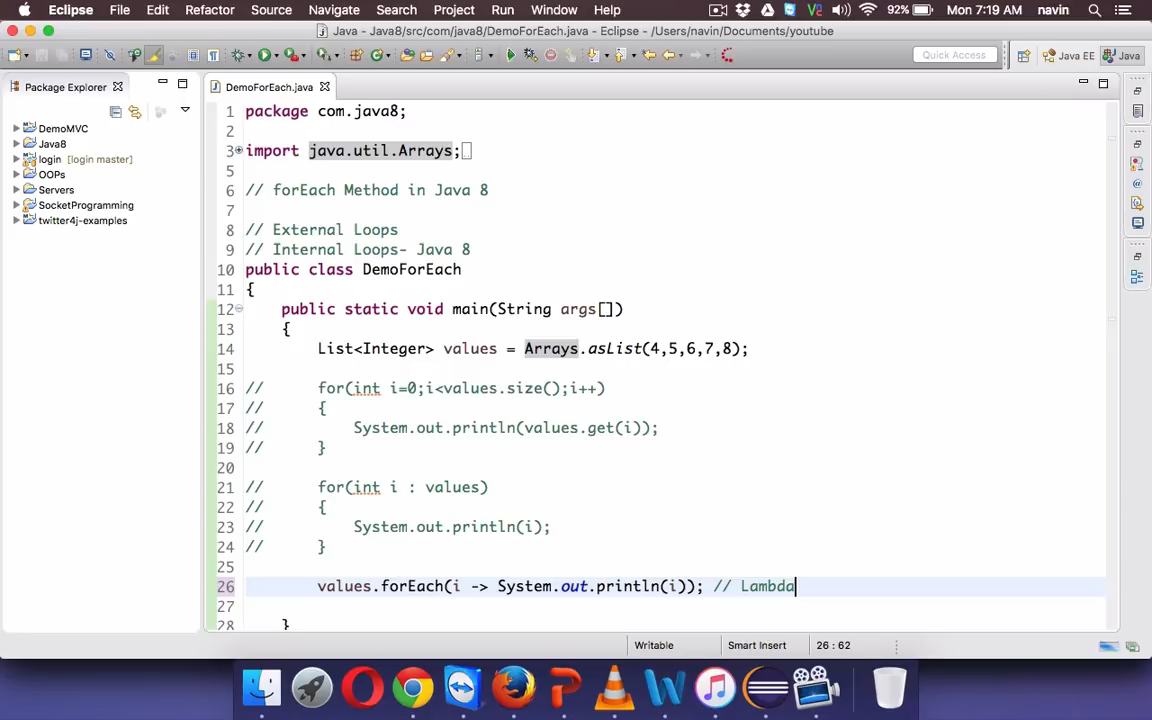 Eclipse File Edit Refactor Source Navigate Search Project Run Window Help 92% Mon 7:19 AM navin
Java - Java8/src/com/java8/DemoForEach.java - Eclipse - /Users/navin/Documents/youtube
Quick Access Java EE Java
Package Explorer
DemoForEach.java
DemoMVC
Java8
login [login master]
OOPs
Servers
SocketProgramming
twitter4j-examples
1 package com.java8;
2
3 import java.util.Arrays;
5
6 // forEach Method in Java 8
7
8 // External Loops
9 // Internal Loops- Java 8
10 public class DemoForEach
11 {
12 public static void main(String args[])
13 {
14 List<Integer> values = Arrays.asList(4,5,6,7,8);
15
16 // for(int i=0;i<values.size();i++)
17 // {
18 // System.out.println(values.get(i));
19 // }
20
21 // for(int i : values)
22 // {
23 // System.out.println(i);
24 // }
25
26 values.forEach(i -> System.out.println(i)); // Lambda
27
28 }
Writable Smart Insert 26 : 62